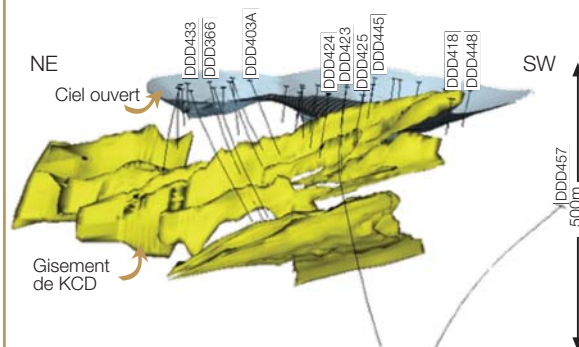 NE
SW
DDD433
DDD366
DDD403A
DDD424
DDD423
DDD425
DDD445
DDD418
DDD448
Ciel ouvert
DDD457
500m
Gisement
de KCD